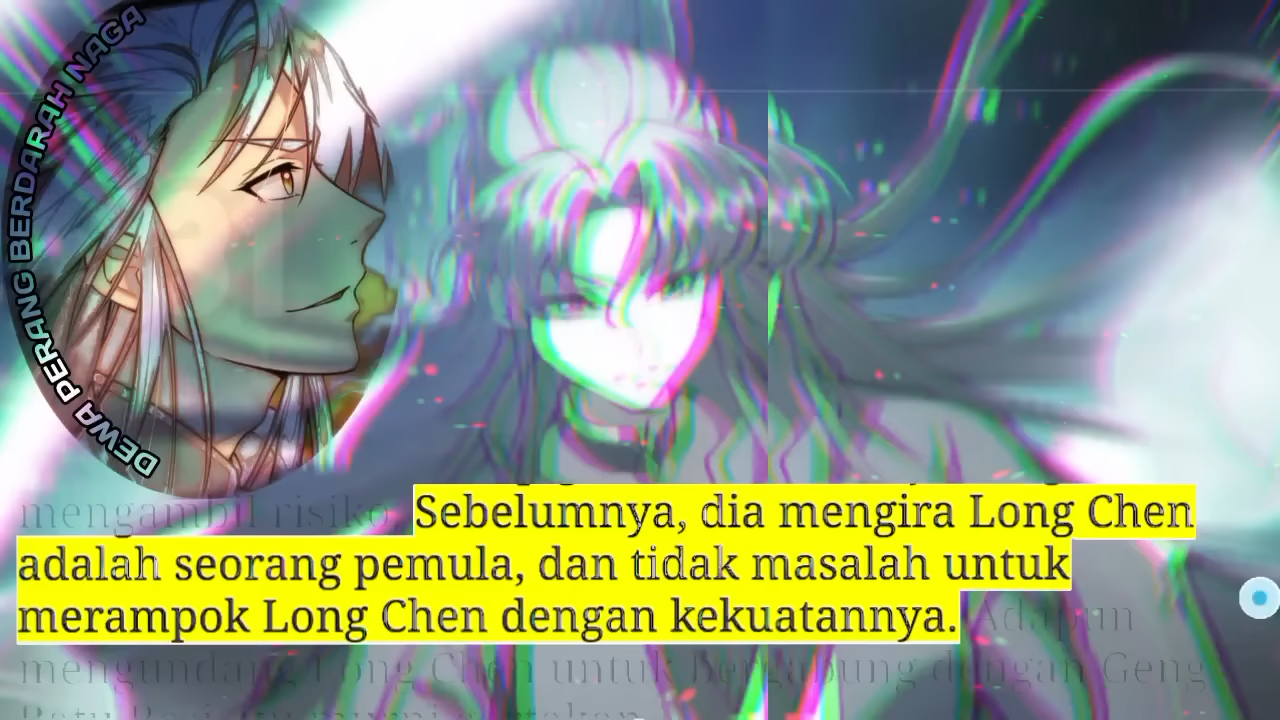 DEWA PERANG BERDARAH NAGA
mengambil risiko. Sebelumnya, dia mengira Long Chen
adalah seorang pemula, dan tidak masalah untuk
merampok Long Chen dengan kekuatannya. Adapun
mengundang Long Chen untuk bergabung dengan Geng